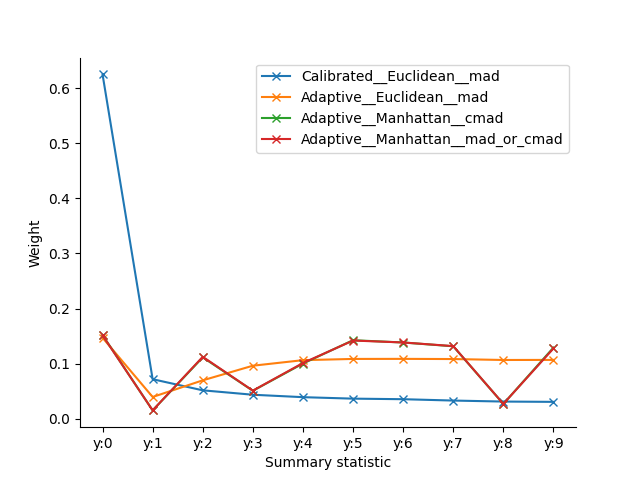 Calibrated__Euclidean__mad
Adaptive__Euclidean__mad
Adaptive__Manhattan__cmad
Adaptive__Manhattan__mad_or_cmad
Weight
0.6
0.5
0.4
0.3
0.2
0.1
0.0
y:0 y:1 y:2 y:3 y:4 y:5 y:6 y:7 y:8 y:9
Summary statistic